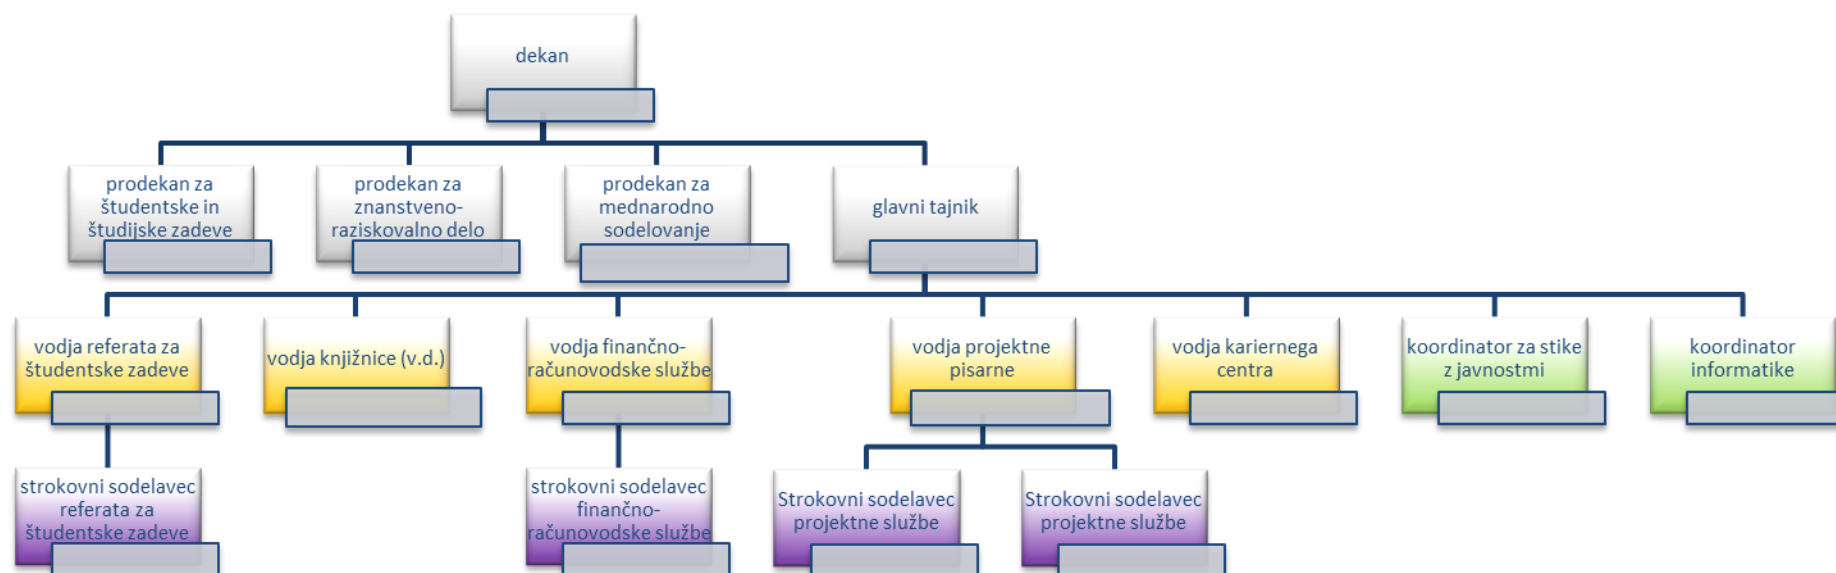 dekan
prodekan za
študentske in
študijske zadeve
prodekan za
znanstveno-
raziskovalno delo
prodekan za
mednarodno
sodelovanje
glavni tajnik
vodja referata za
študentske zadeve
vodja knjižnice (v.d.)
vodja finančno-
računovodske službe
vodja projektne
pisarne
vodja kariernega
centra
koordinator za stike
z javnostmi
koordinator
informatike
strokovni sodelavec
referata za
študentske zadeve
strokovni sodelavec
finančno-
računovodske službe
Strokovni sodelavec
projektne službe
Strokovni sodelavec
projektne službe